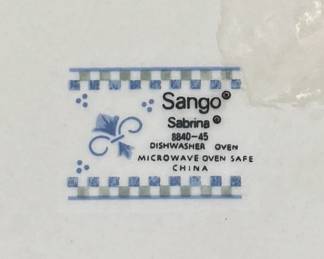 Sango®
Sabrina®
8840-45
DISHWASHER OVEN
MICROWAVE OVEN SAFE
CHINA